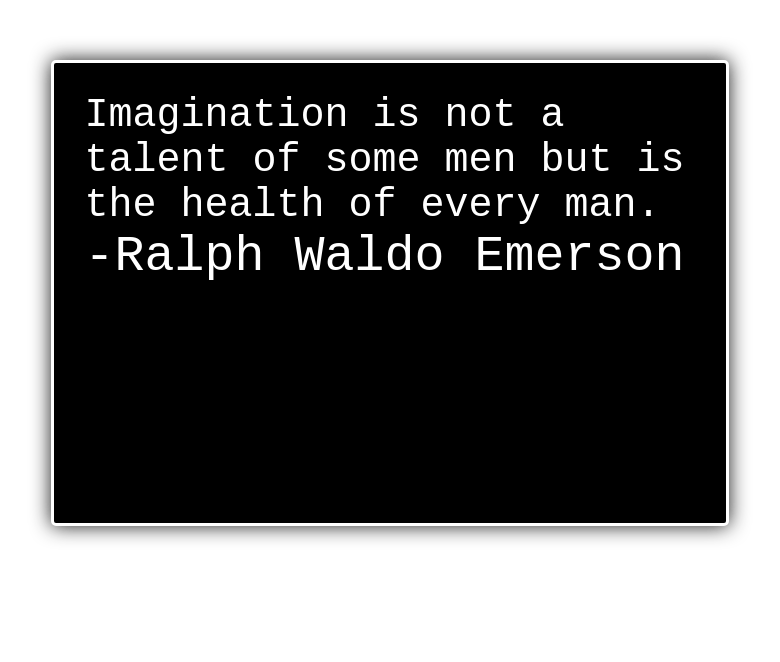 Imagination is not a
talent of some men but is
the health of every man.
-Ralph Waldo Emerson